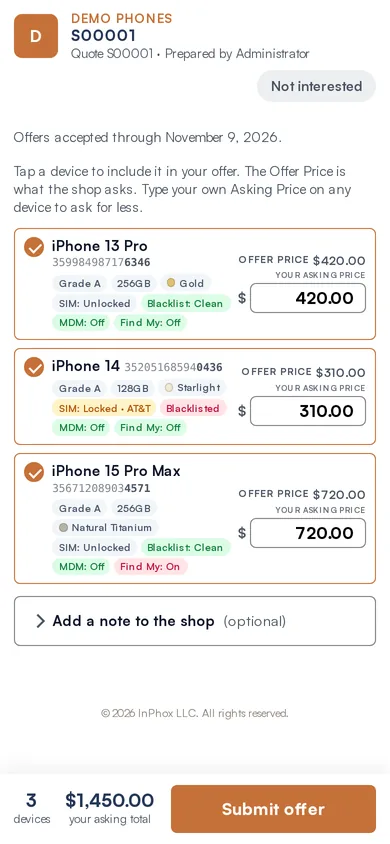 D
DEMO PHONES
S00001
Quote S00001 · Prepared by Administrator
Not interested
Offers accepted through November 9, 2026.
Tap a device to include it in your offer. The Offer Price is
what the shop asks. Type your own Asking Price on any
device to ask for less.
iPhone 13 Pro
359984987176346
Grade A 256GB Gold
SIM: Unlocked Blacklist: Clean
MDM: Off Find My: Off
OFFER PRICE $420.00
YOUR ASKING PRICE
$ 420.00
iPhone 14 352051685940436
Grade A 128GB Starlight
SIM: Locked · AT&T Blacklisted
MDM: Off Find My: Off
OFFER PRICE $310.00
YOUR ASKING PRICE
$ 310.00
iPhone 15 Pro Max
356712089034571
Grade A 256GB
Natural Titanium
SIM: Unlocked Blacklist: Clean
MDM: Off Find My: On
OFFER PRICE $720.00
YOUR ASKING PRICE
$ 720.00
Add a note to the shop (optional)
© 2026 InPhox LLC. All rights reserved.
3
devices
$1,450.00
your asking total
Submit offer